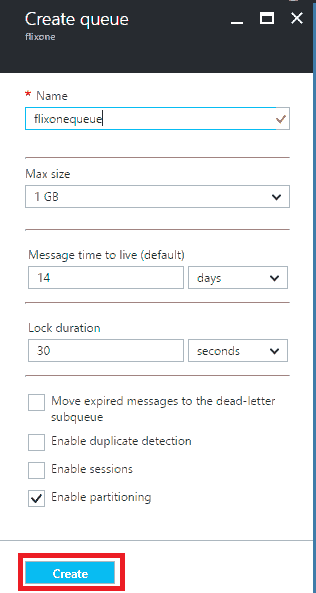 Create queue
flixone
* Name
flixonequeue
Max size
1 GB
Message time to live (default)
14 days
Lock duration
30 seconds
Move expired messages to the dead-letter
subqueue
Enable duplicate detection
Enable sessions
Enable partitioning
Create